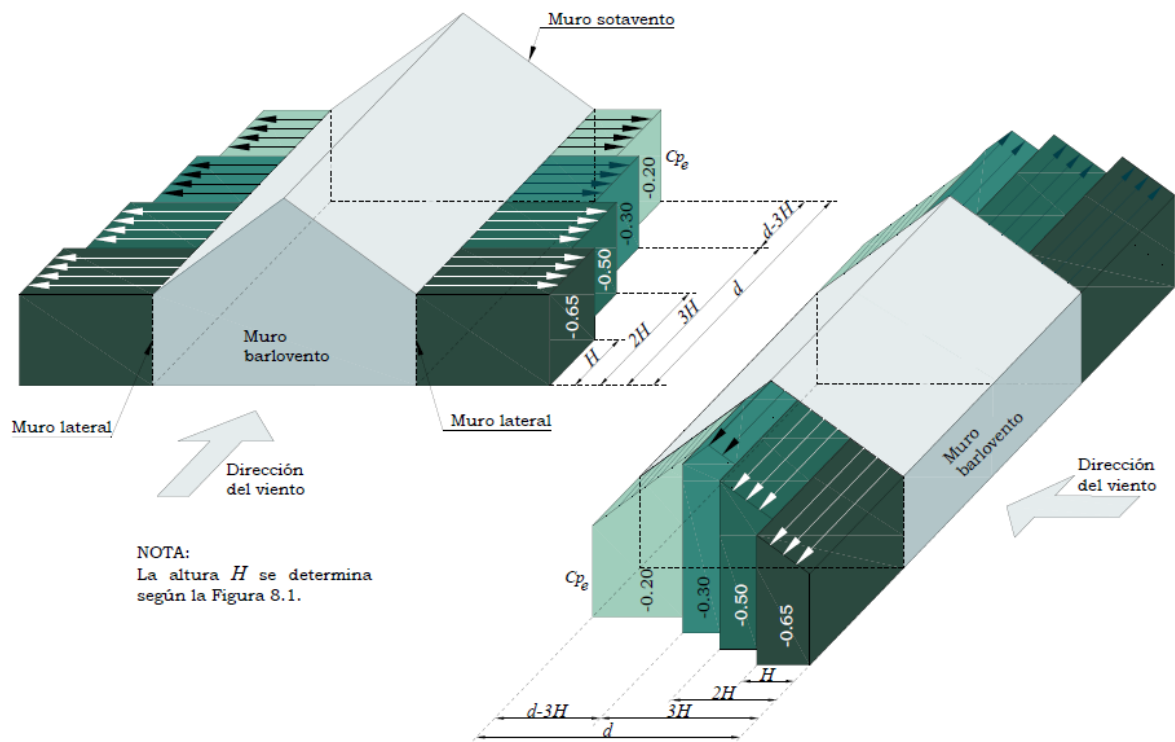 Muro sotavento
Cpe
-0.20
-0.30
-0.50
-0.65
d-3H
d
3H
2H
H
Muro
barlovento
Muro lateral
Muro lateral
Dirección
del viento
NOTA:
La altura H se determina
según la Figura 8.1.
Muro
barlovento
Dirección
del viento
Cpe
-0.20
-0.30
-0.50
-0.65
H
2H
d-3H
3H
d